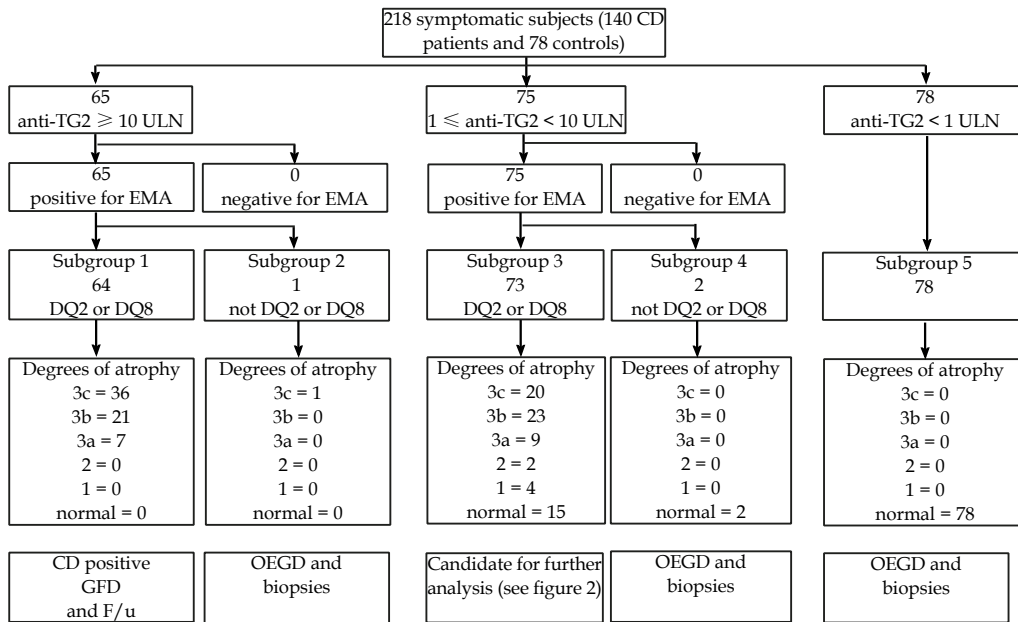 218 symptomatic subjects (140 CD
patients and 78 controls)
65
anti-TG2 ⩾ 10 ULN
75
1 ⩽ anti-TG2 < 10 ULN
78
anti-TG2 < 1 ULN
65
positive for EMA
0
negative for EMA
75
positive for EMA
0
negative for EMA
Subgroup 1
64
DQ2 or DQ8
Subgroup 2
1
not DQ2 or DQ8
Subgroup 3
73
DQ2 or DQ8
Subgroup 4
2
not DQ2 or DQ8
Subgroup 5
78
Degrees of atrophy
3c = 36
3b = 21
3a = 7
2 = 0
1 = 0
normal = 0
Degrees of atrophy
3c = 1
3b = 0
3a = 0
2 = 0
1 = 0
normal = 0
Degrees of atrophy
3c = 20
3b = 23
3a = 9
2 = 2
1 = 4
normal = 15
Degrees of atrophy
3c = 0
3b = 0
3a = 0
2 = 0
1 = 0
normal = 2
Degrees of atrophy
3c = 0
3b = 0
3a = 0
2 = 0
1 = 0
normal = 78
CD positive
GFD
and F/u
OEGD and
biopsies
Candidate for further
analysis (see figure 2)
OEGD and
biopsies
OEGD and
biopsies